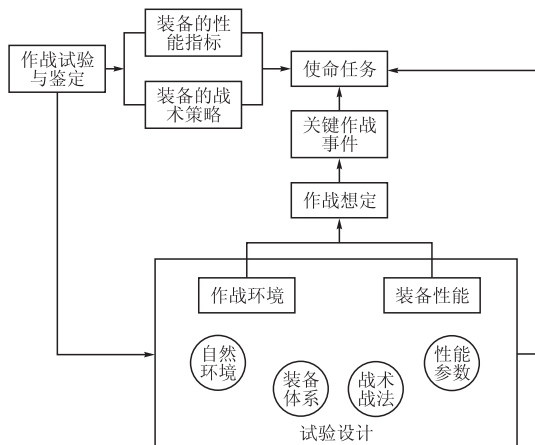 装备的性
能指标
作战试验
与鉴定
使命任务
装备的战
术策略
关键作战
事件
作战想定
作战环境
装备性能
自然
环境
装备
体系
战术
战法
性能
参数
试验设计